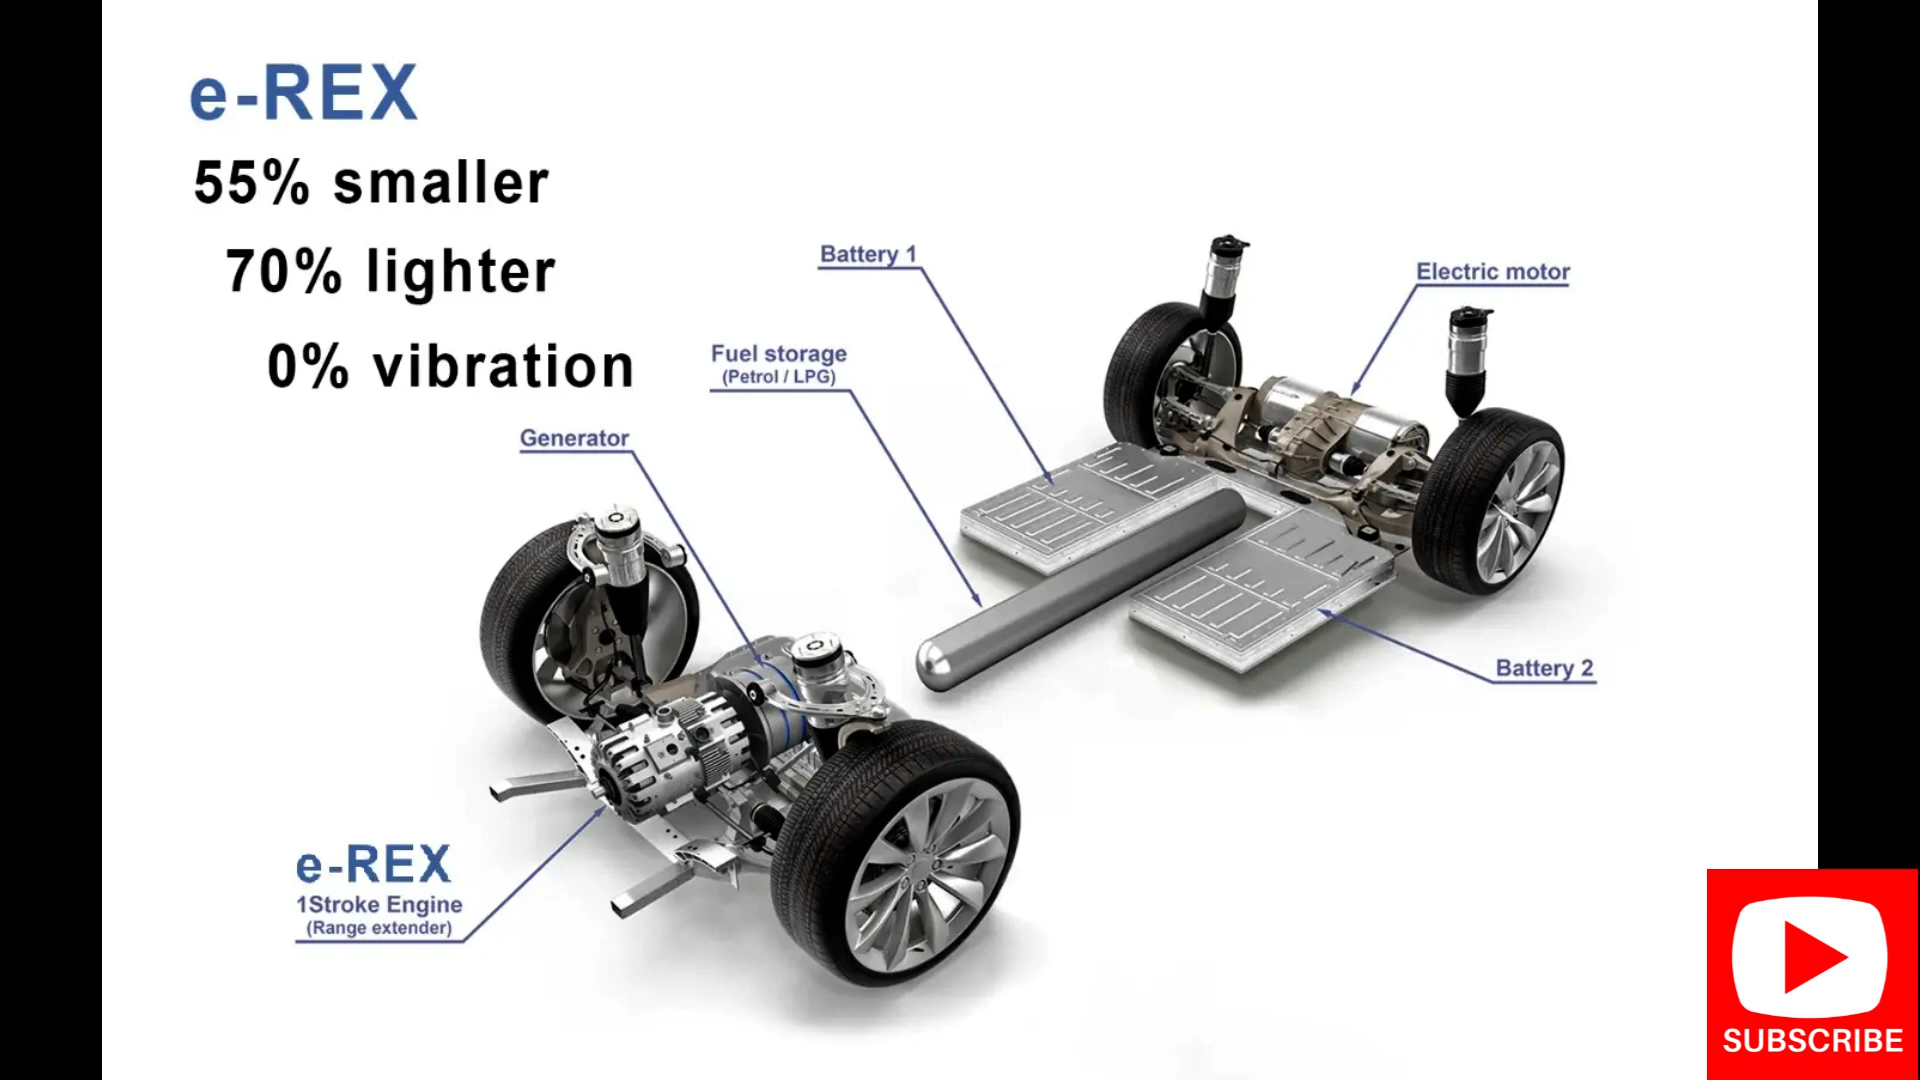 e-REX
55% smaller
70% lighter
0% vibration
Battery 1
Electric motor
Fuel storage
(Petrol / LPG)
Generator
Battery 2
e-REX
1Stroke Engine
(Range extender)
SUBSCRIBE